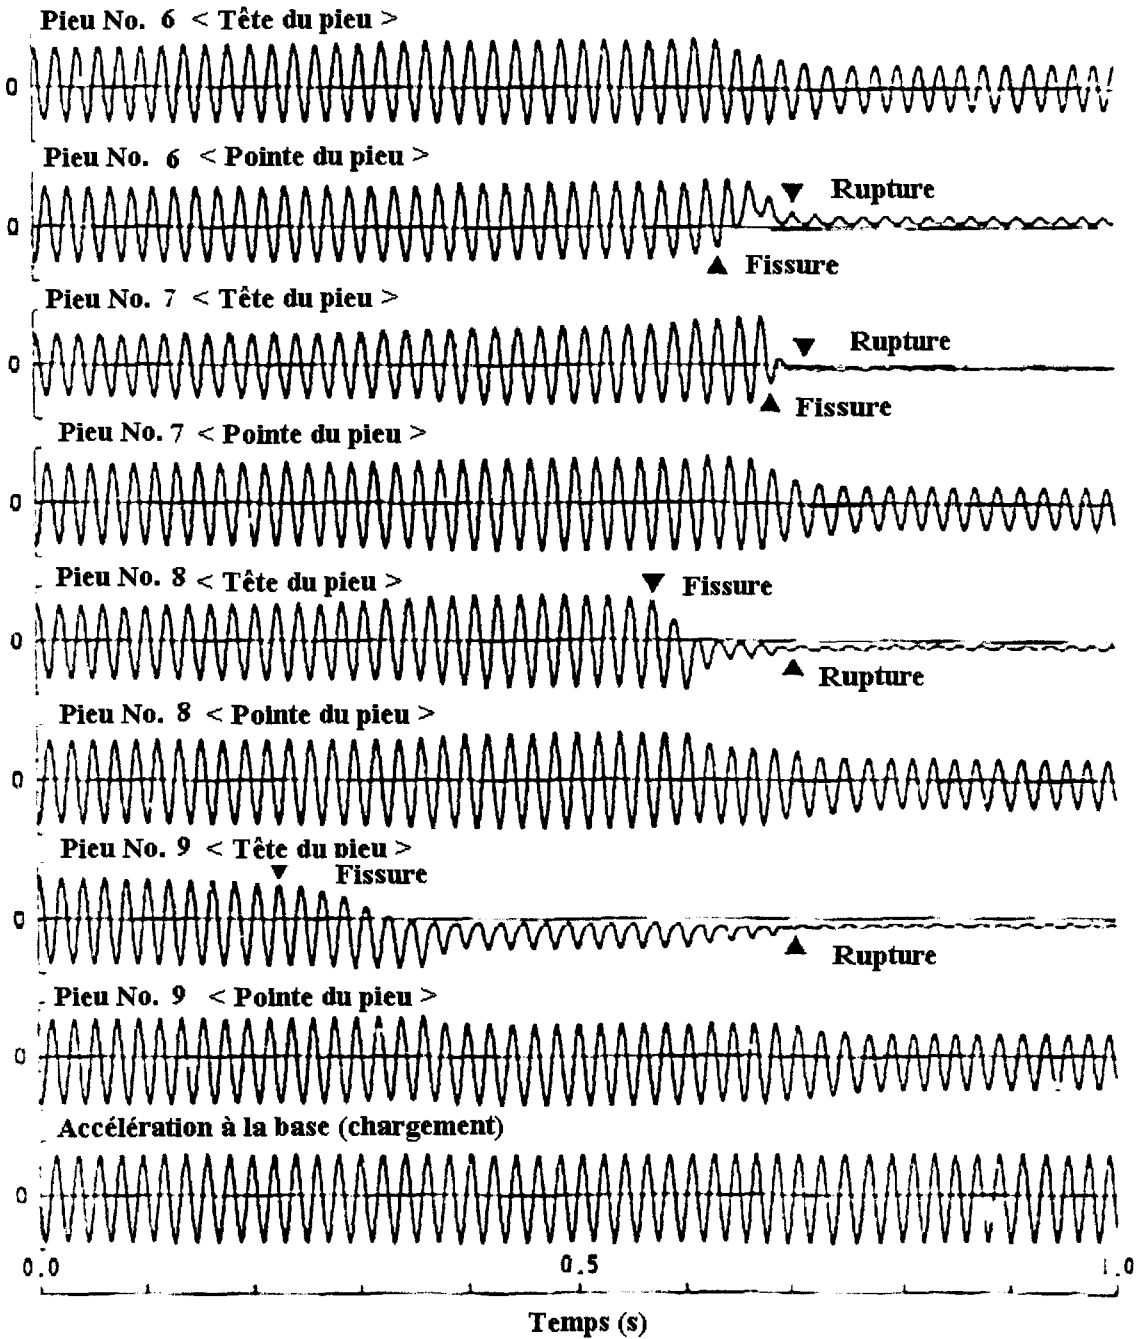 Pieu No. 6 < Tête du pieu >
0
Pieu No. 6 < Pointe du pieu >
Rupture
0
Fissure
Pieu No. 7 < Tête du pieu >
Rupture
0
Fissure
Pieu No. 7 < Pointe du pieu >
0
Pieu No. 8 < Tête du pieu >
Fissure
0
Rupture
Pieu No. 8 < Pointe du pieu >
0
Pieu No. 9 < Tête du pieu >
Fissure
0
Rupture
Pieu No. 9 < Pointe du pieu >
0
Accélération à la base (chargement)
0
0.0 0.5 1.0
Temps (s)